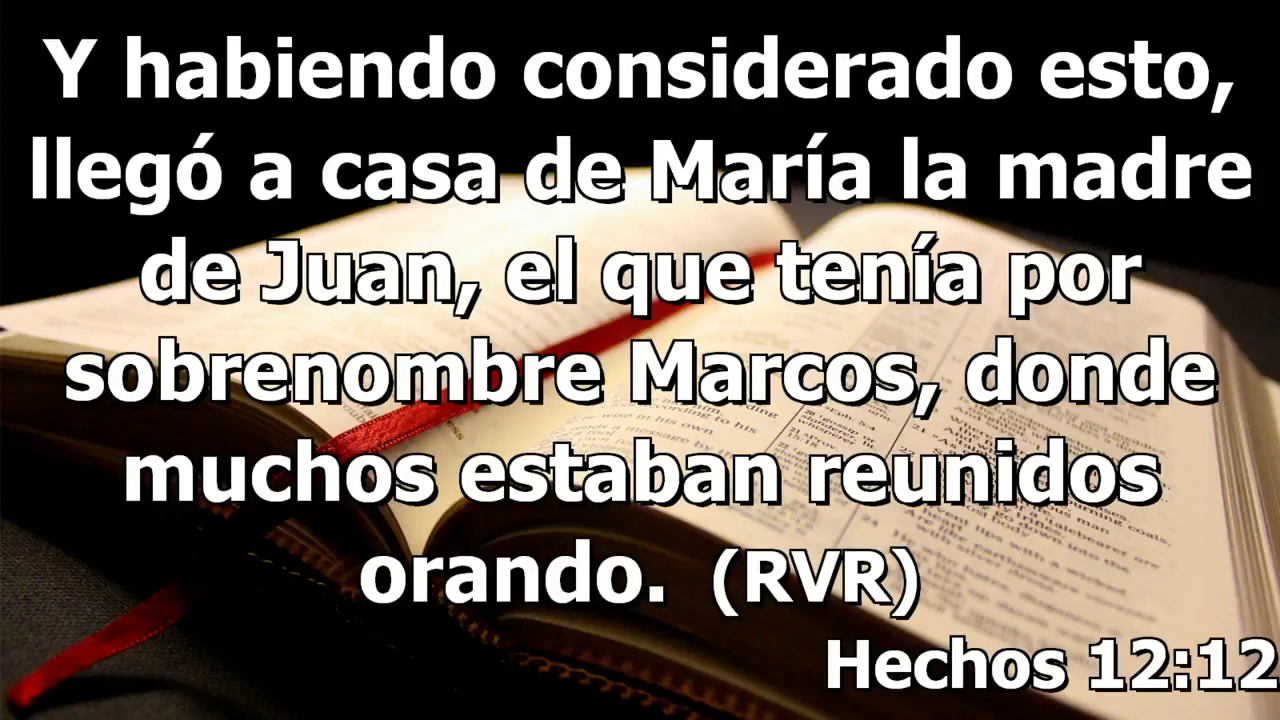 Y habiendo considerado esto,
llegó a casa de María la madre
de Juan, el que tenía por
sobrenombre Marcos, donde
muchos estaban reunidos
orando. (RVR)
Hechos 12:12